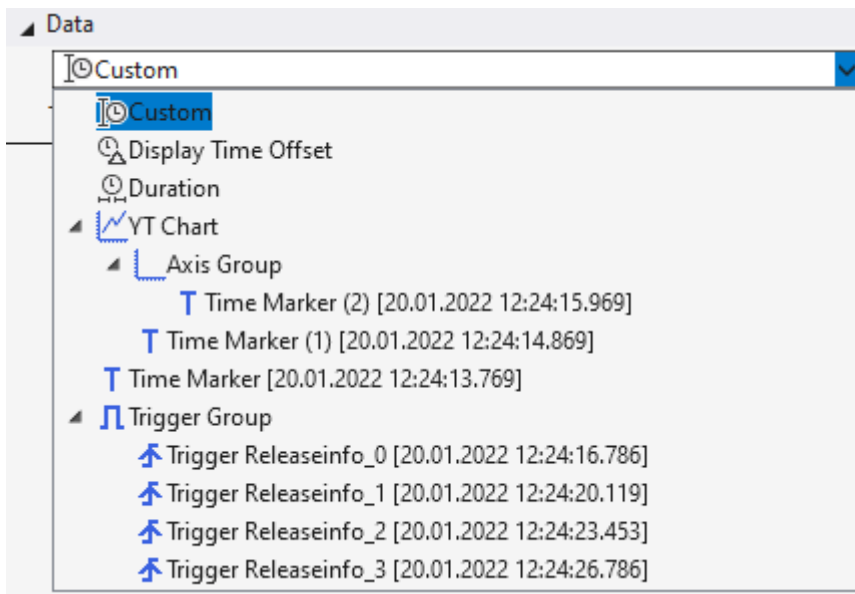 Data
Custom
Custom
Display Time Offset
Duration
YT Chart
Axis Group
Time Marker (2) [20.01.2022 12:24:15.969]
Time Marker (1) [20.01.2022 12:24:14.869]
Time Marker [20.01.2022 12:24:13.769]
Trigger Group
Trigger Releaseinfo_0 [20.01.2022 12:24:16.786]
Trigger Releaseinfo_1 [20.01.2022 12:24:20.119]
Trigger Releaseinfo_2 [20.01.2022 12:24:23.453]
Trigger Releaseinfo_3 [20.01.2022 12:24:26.786]